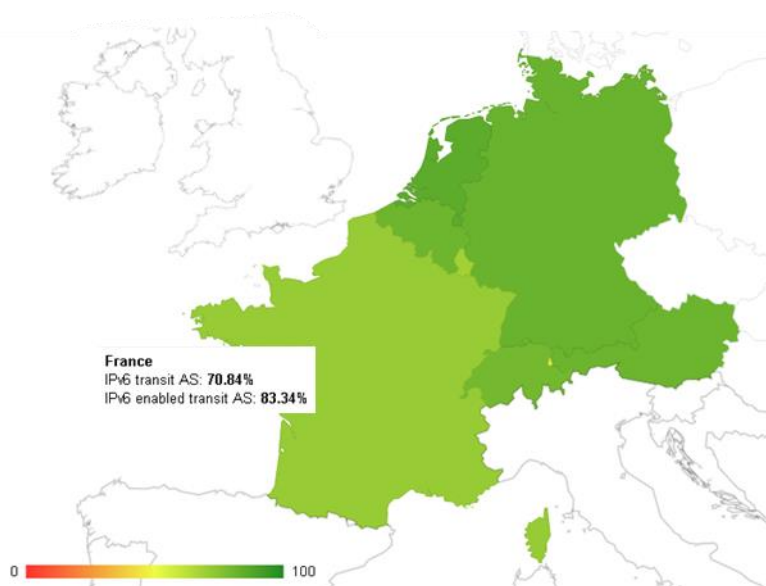 France
IPv6 transit AS: 70.84%
IPv6 enabled transit AS: 83.34%
0 100